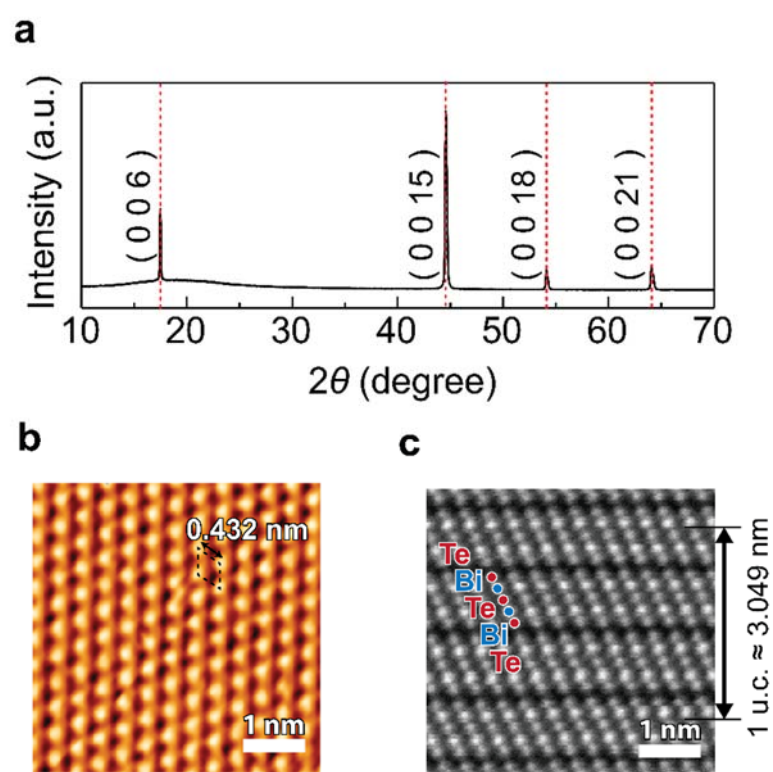 a
Intensity (a.u.)
( 0 0 6 )
( 0 0 15 )
( 0 0 18 )
( 0 0 21 )
10 20 30 40 50 60 70
2θ (degree)
b
0.432 nm
1 nm
c
Te
Bi
Te
Bi
Te
1 nm
1 u.c. ≈ 3.049 nm